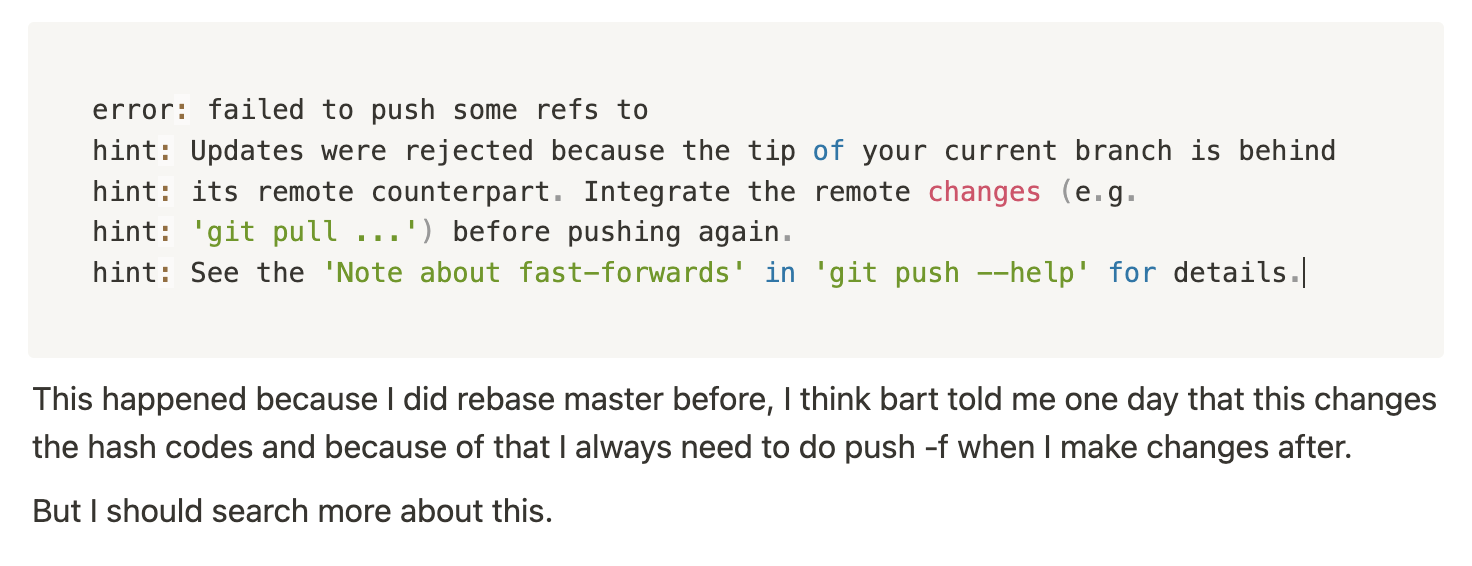 error: failed to push some refs to
hint: Updates were rejected because the tip of your current branch is behind
hint: its remote counterpart. Integrate the remote changes (e.g.
hint: 'git pull ...') before pushing again.
hint: See the 'Note about fast-forwards' in 'git push --help' for details.
This happened because I did rebase master before, I think bart told me one day that this changes
the hash codes and because of that I always need to do push -f when I make changes after.
But I should search more about this.